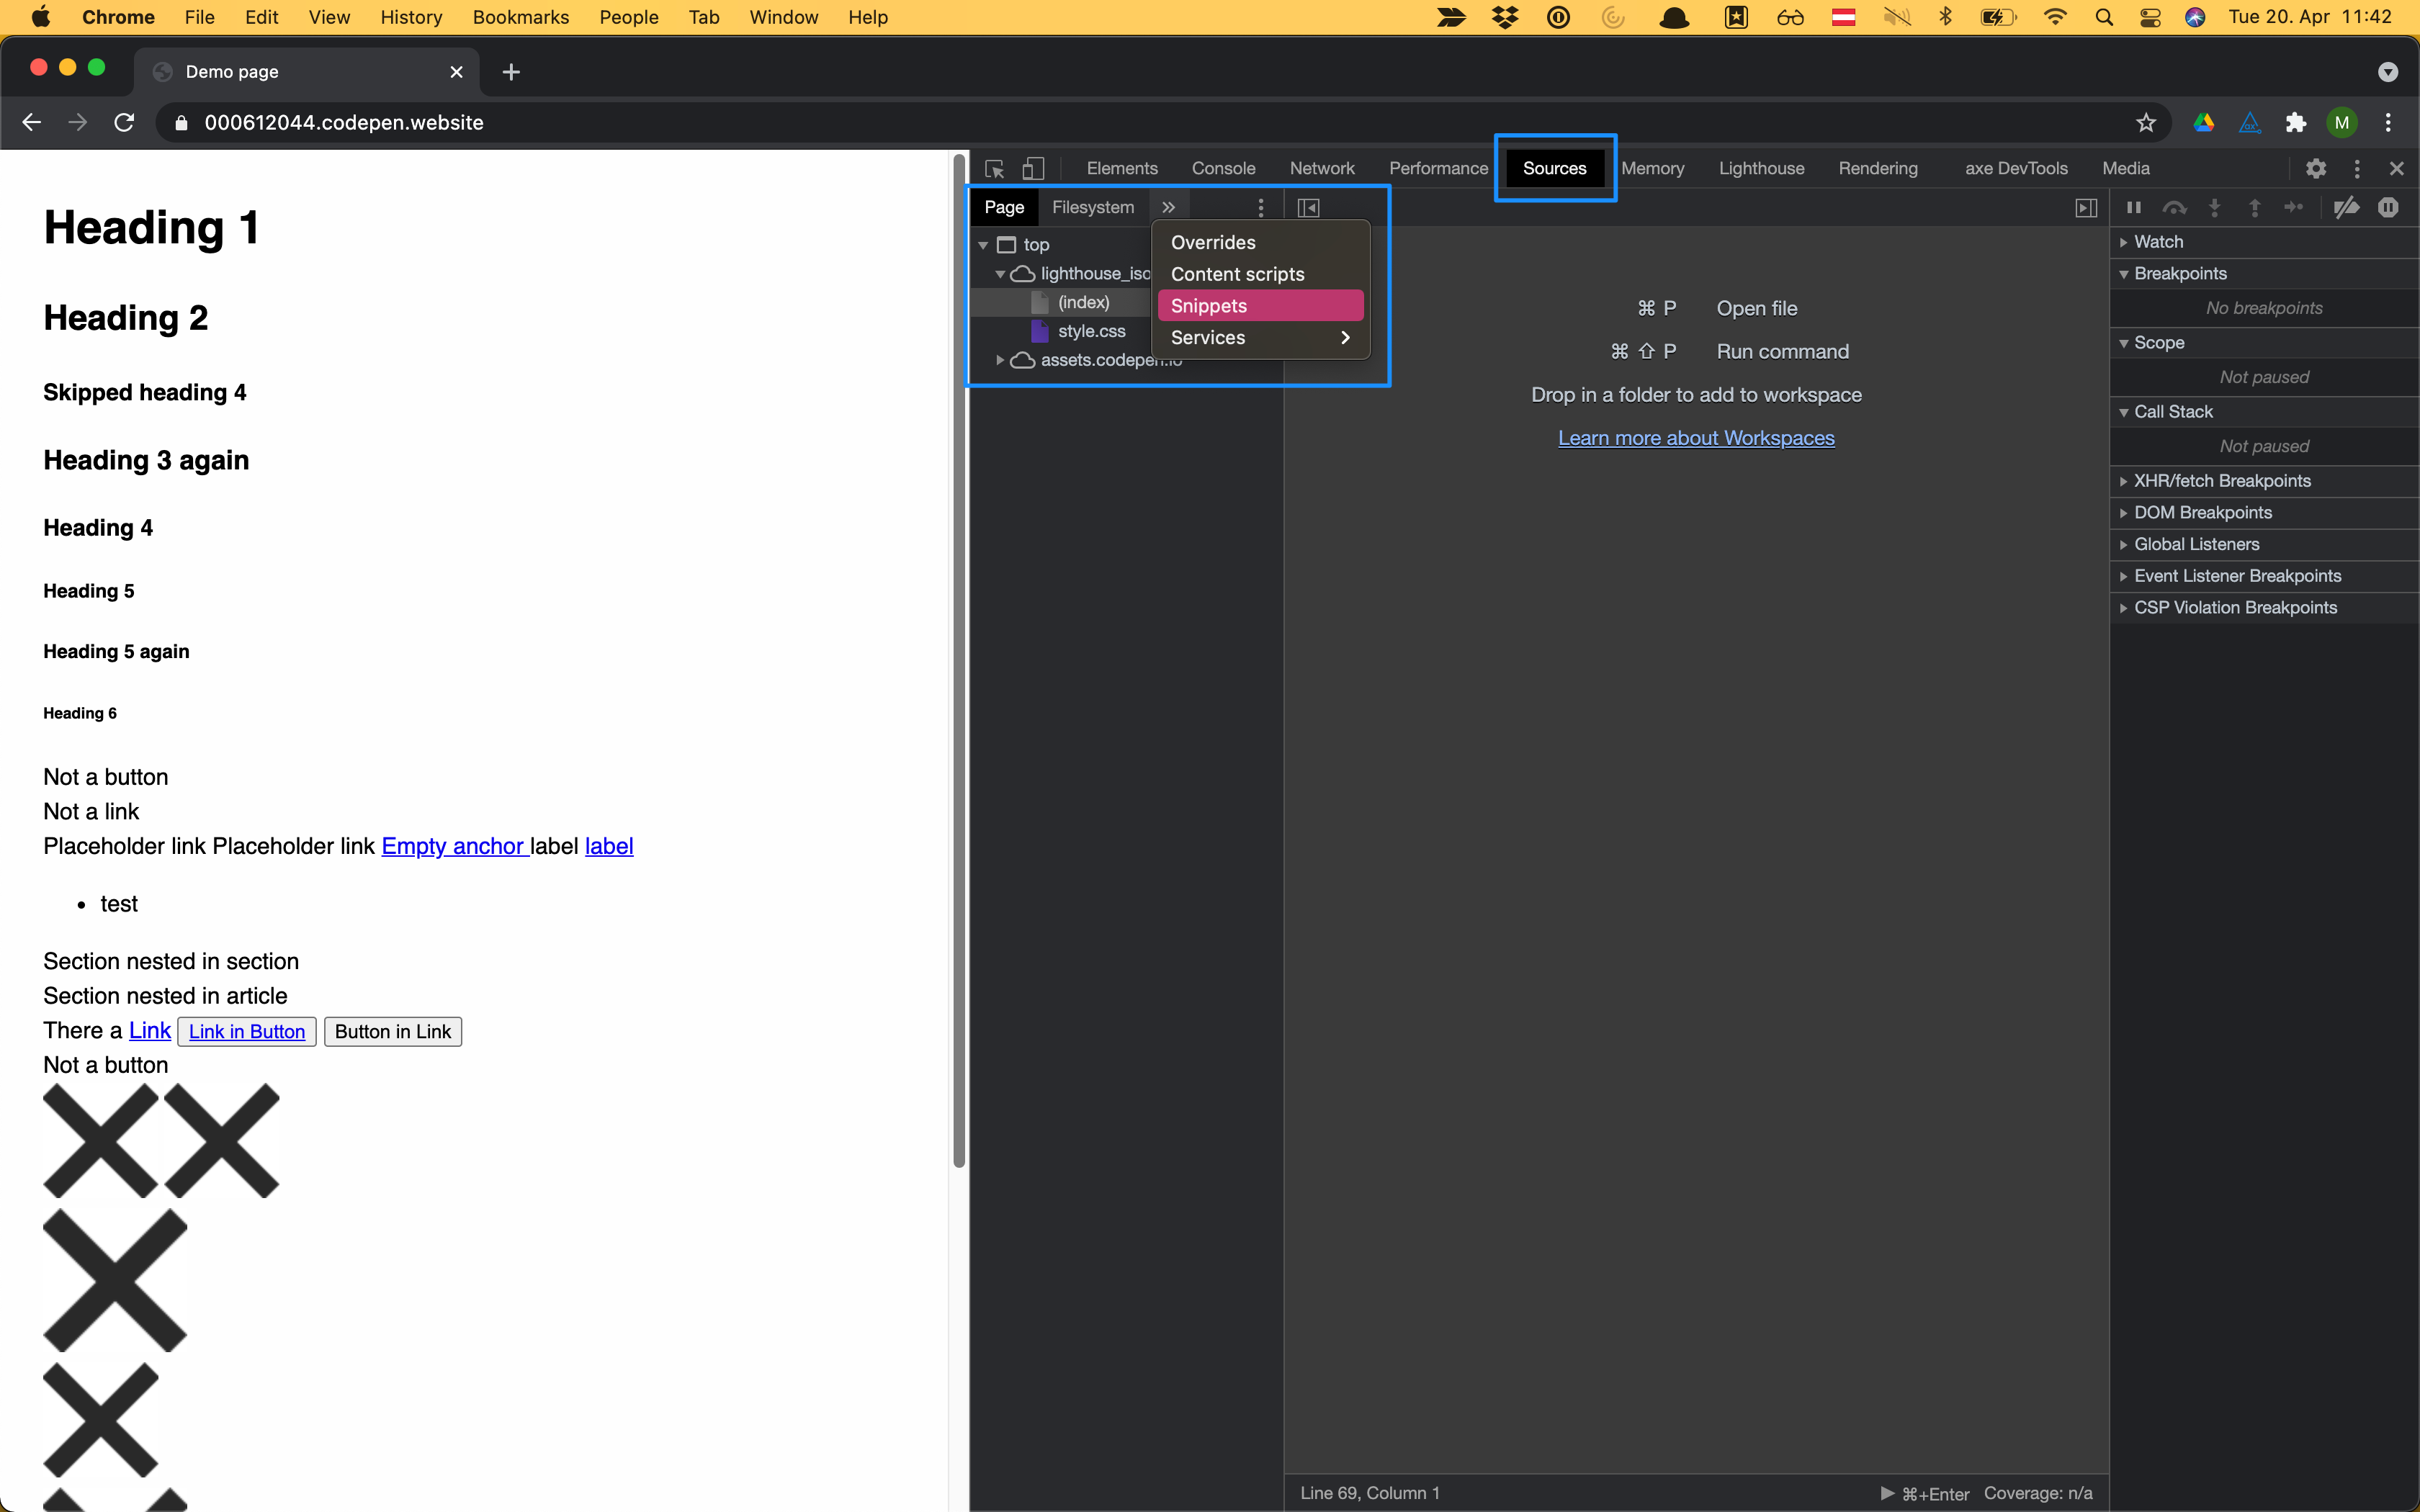 Chrome File Edit View History Bookmarks People Tab Window Help Tue 20. Apr 11:42
Demo page
000612044.codepen.website M
Elements Console Network Performance Sources Memory Lighthouse Rendering axe DevTools Media
Page Filesystem
top
lighthouse_iso
(index)
style.css
assets.codepen.io
Overrides
Content scripts
Snippets
Services
⌘ P Open file
⌘ ⇧ P Run command
Drop in a folder to add to workspace
Learn more about Workspaces
Watch
Breakpoints
No breakpoints
Scope
Not paused
Call Stack
Not paused
XHR/fetch Breakpoints
DOM Breakpoints
Global Listeners
Event Listener Breakpoints
CSP Violation Breakpoints
Heading 1
Heading 2
Skipped heading 4
Heading 3 again
Heading 4
Heading 5
Heading 5 again
Heading 6
Not a button
Not a link
Placeholder link Placeholder link Empty anchor label label
• test
Section nested in section
Section nested in article
There a Link Link in Button Button in Link
Not a button
Line 69, Column 1 ⌘+Enter Coverage: n/a